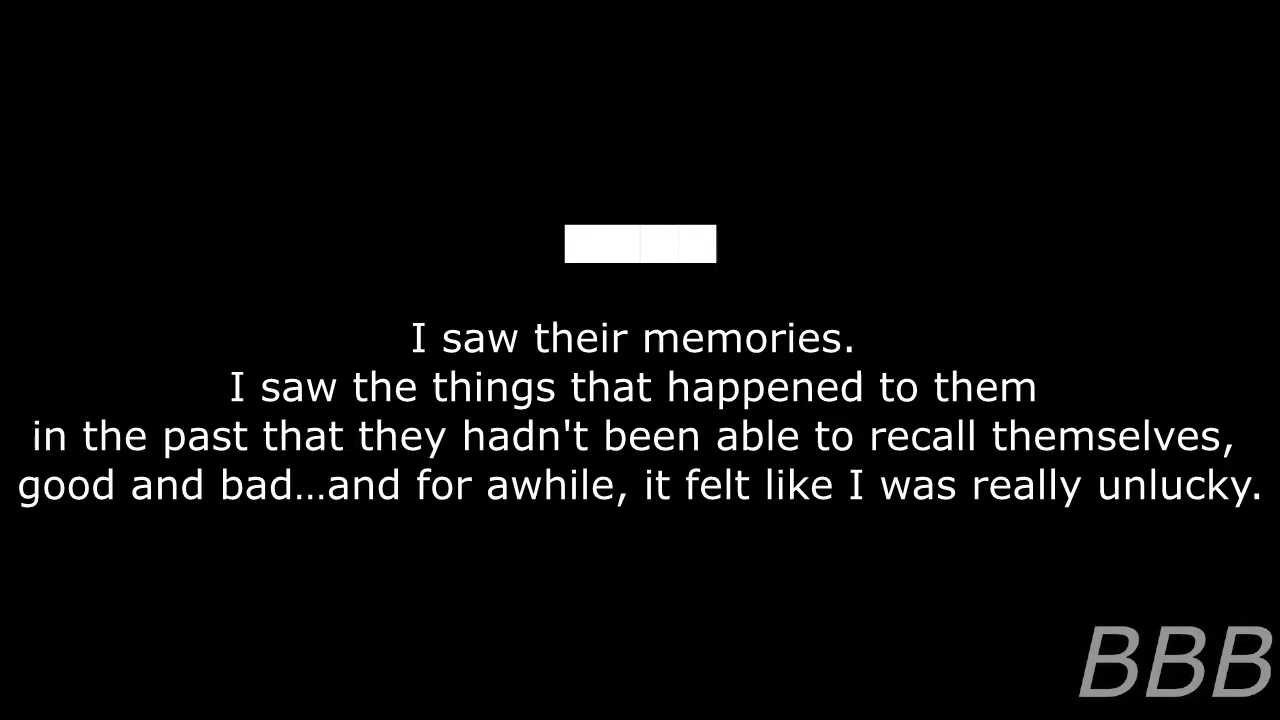 ████
I saw their memories.
I saw the things that happened to them
in the past that they hadn't been able to recall themselves,
good and bad…and for awhile, it felt like I was really unlucky.
BBB